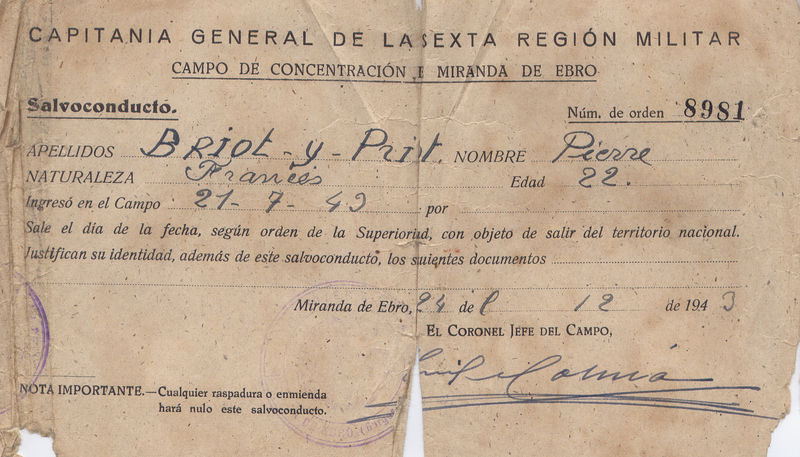 CAPITANIA GENERAL DE LA SEXTA REGIÓN MILITAR
CAMPO DE CONCENTRACIÓN E MIRANDA DE EBRO
Salvoconducto.
Núm. de orden 8981
APELLIDOS Briot - y - Prit. NOMBRE Pierre
NATURALEZA Francés Edad 22.
Ingresó en el Campo 21-7-43 por
Sale el día de la fecha, según orden de la Superioridad, con objeto de salir del territorio nacional.
Justifican su identidad, además de este salvoconducto, los suientes documentos
Miranda de Ebro, 24 de 12 de 1943
EL CORONEL JEFE DEL CAMPO,
NOTA IMPORTANTE.—Cualquier raspadura o enmienda
hará nulo este salvoconducto.